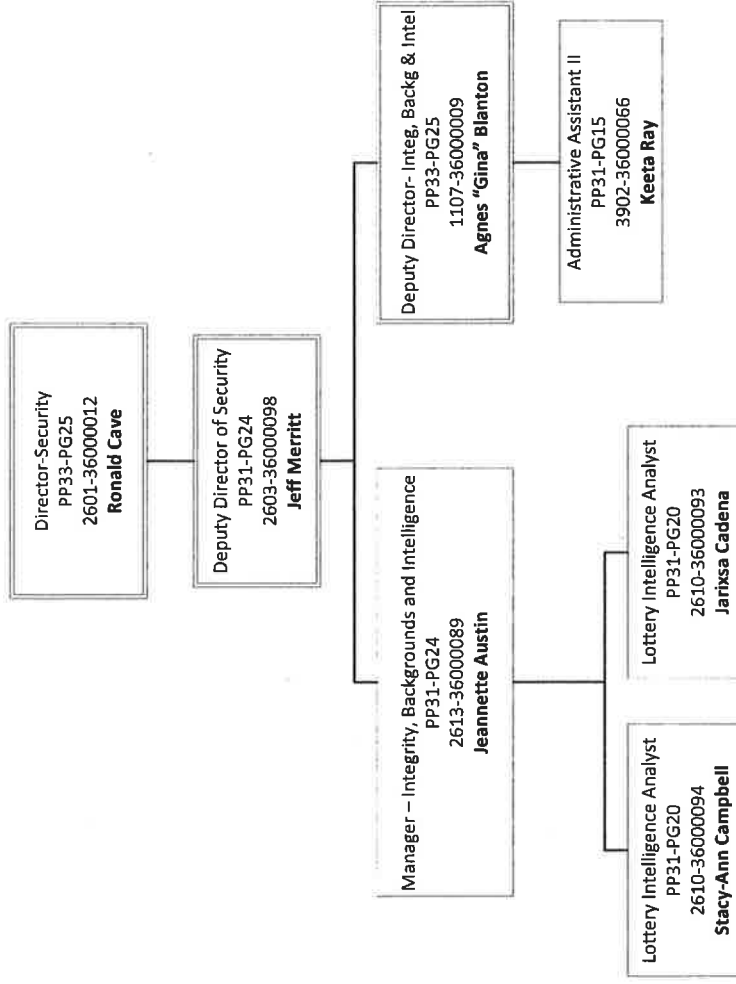 Director-Security
PP33-PG25
2601-36000012
Ronald Cave
Deputy Director of Security
PP31-PG24
2603-36000098
Jeff Merritt
Manager – Integrity, Backgrounds and Intelligence
PP31-PG24
2613-36000089
Jeannette Austin
Deputy Director- Integ, Backg & Intel
PP33-PG25
1107-36000009
Agnes "Gina" Blanton
Lottery Intelligence Analyst
PP31-PG20
2610-36000094
Stacy-Ann Campbell
Lottery Intelligence Analyst
PP31-PG20
2610-36000093
Jarixsa Cadena
Administrative Assistant II
PP31-PG15
3902-36000066
Keeta Ray